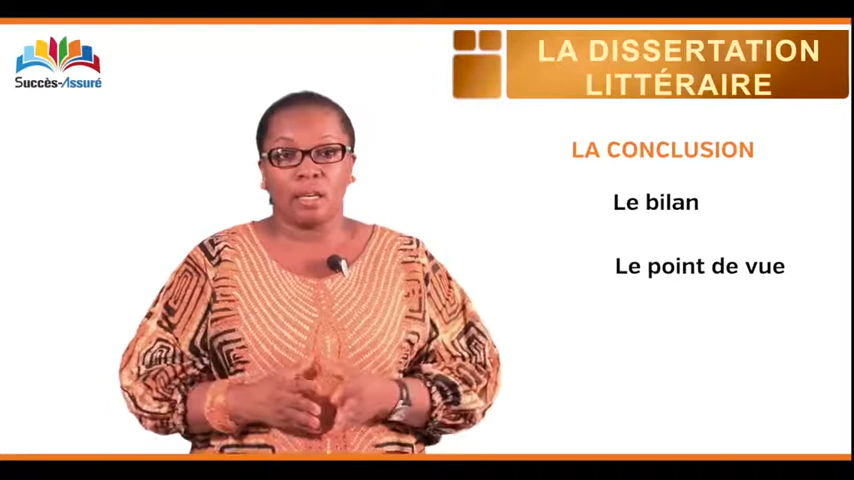 Succès-Assuré
LA DISSERTATION
LITTÉRAIRE
LA CONCLUSION
Le bilan
Le point de vue